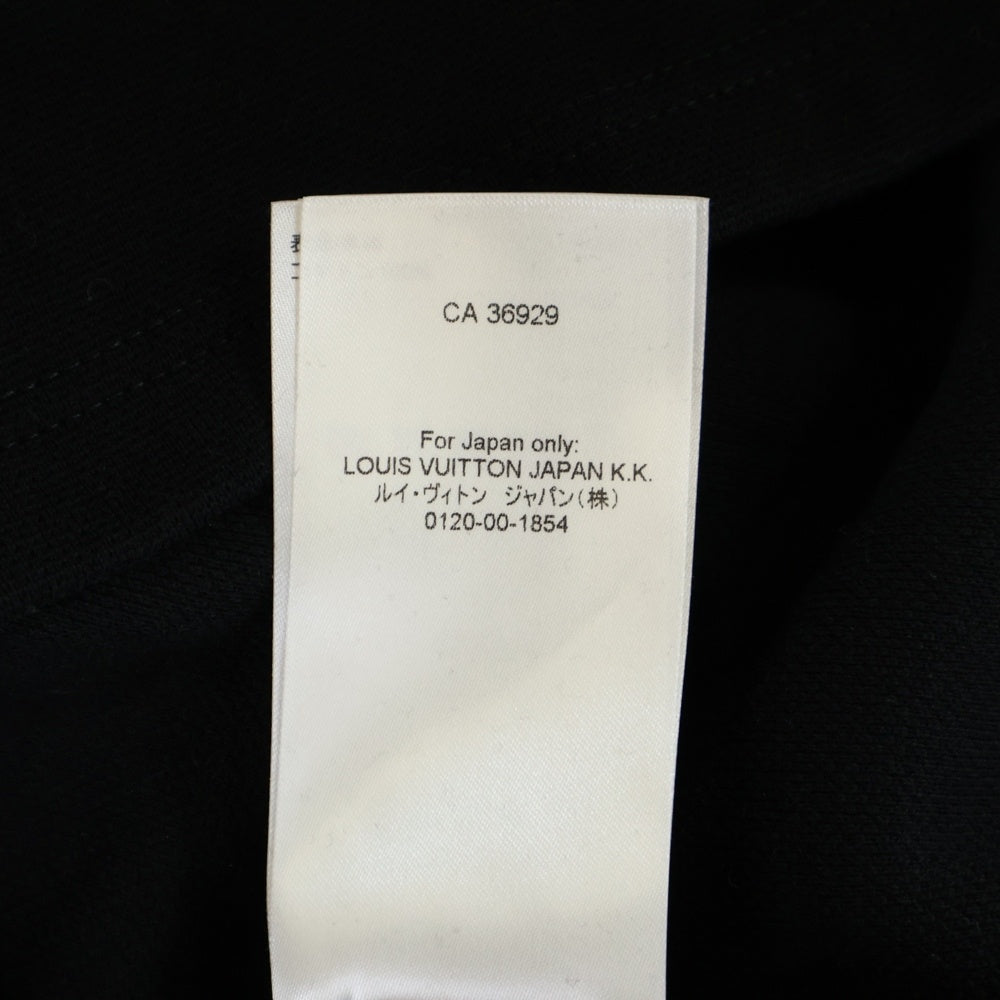 CA 36929
For Japan only:
LOUIS VUITTON JAPAN K.K.
ルイ・ヴィトン ジャパン(株)
0120-00-1854